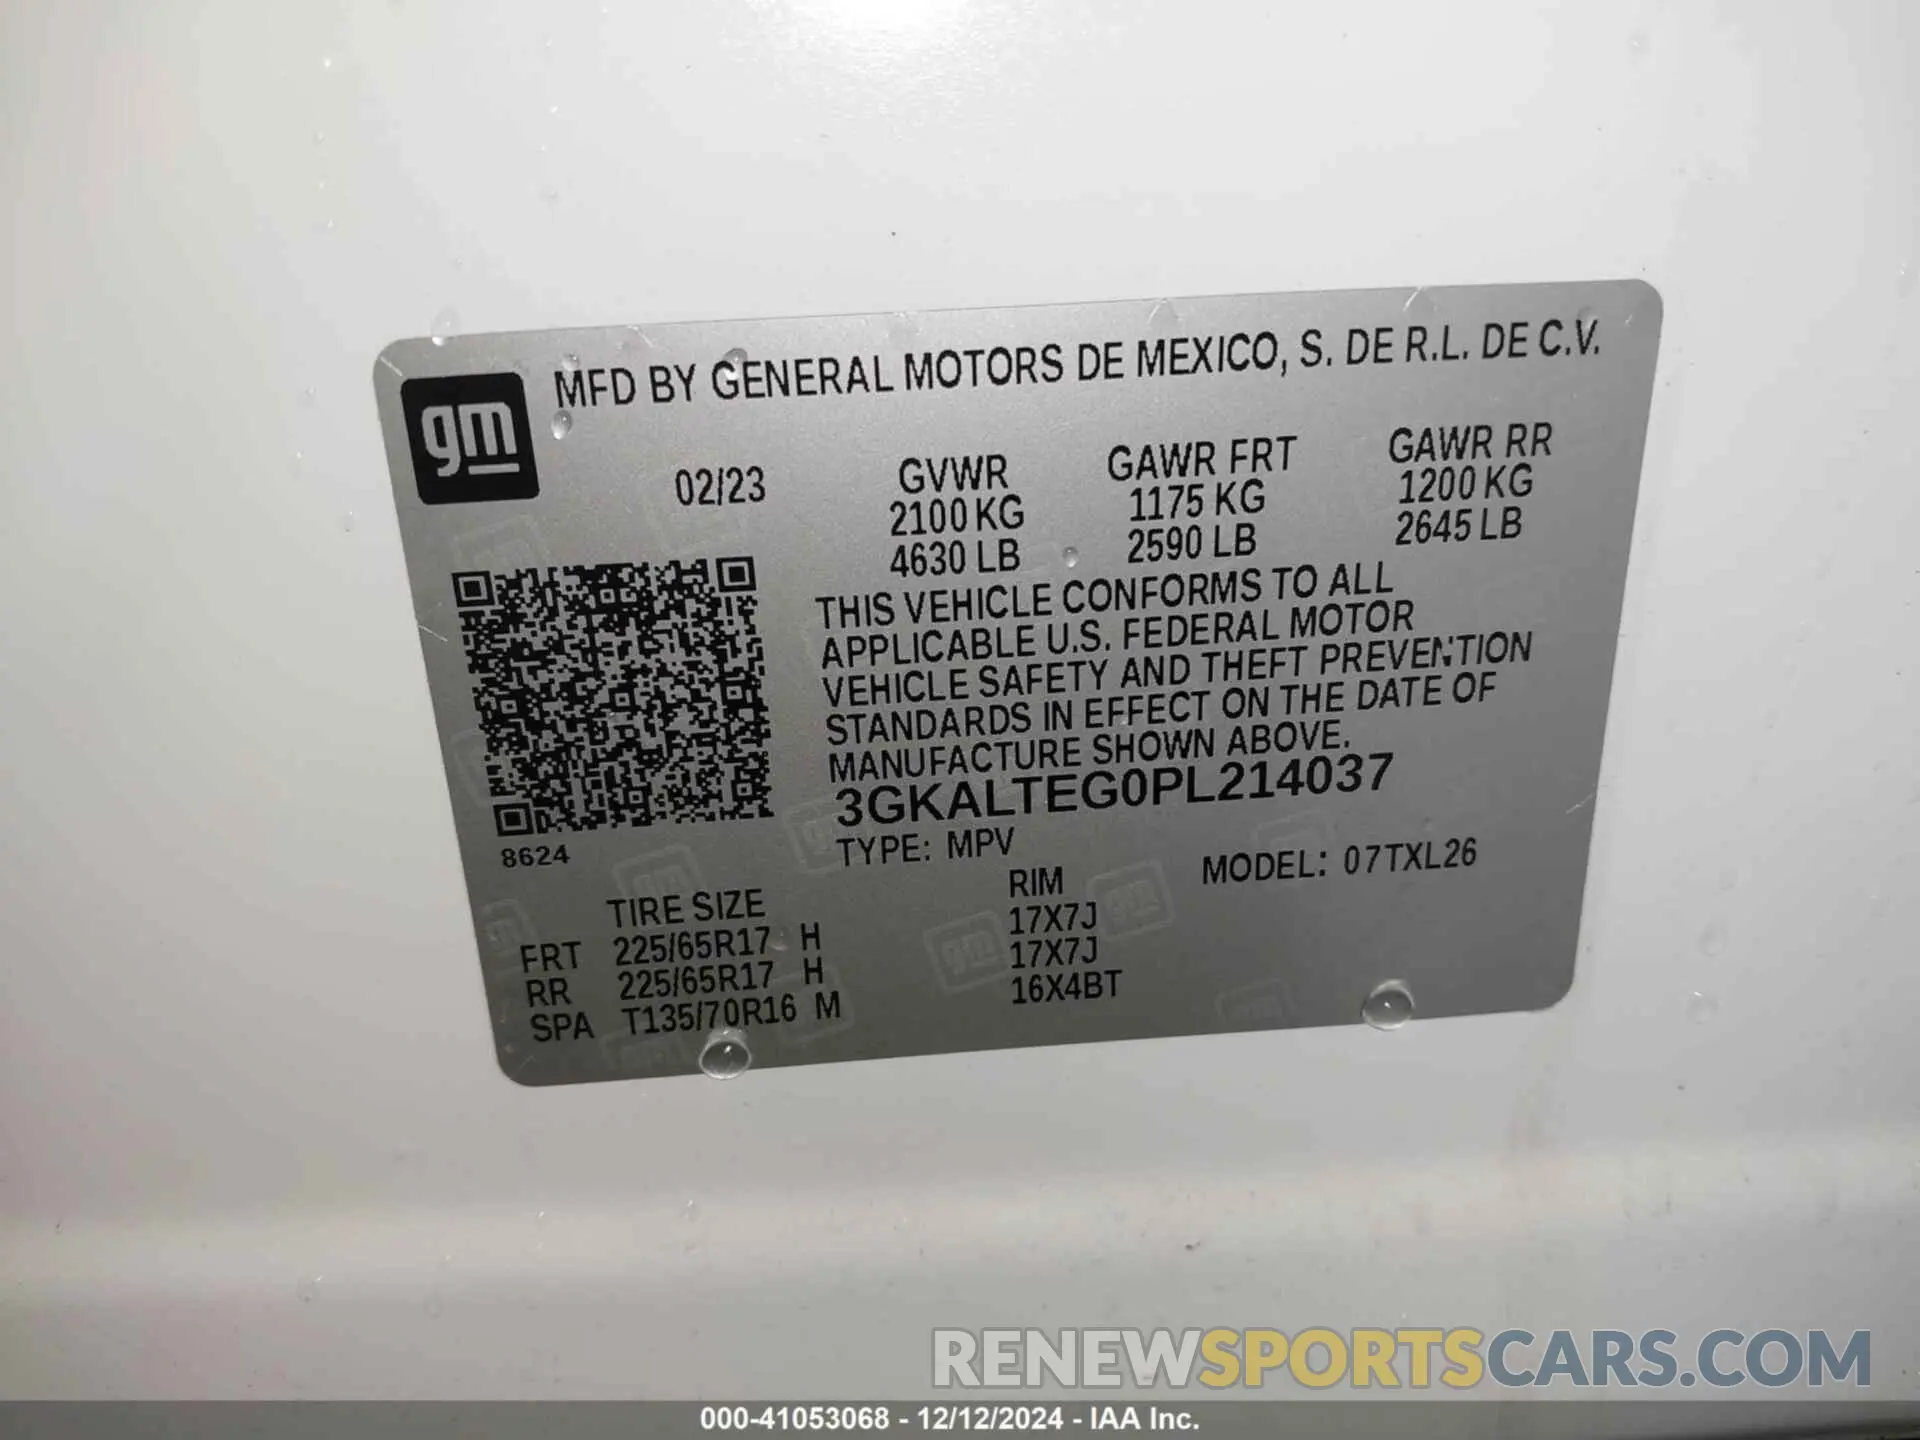 gm
MFD BY GENERAL MOTORS DE MEXICO, S. DE R.L. DE C.V.
02/23 GVWR GAWR FRT GAWR RR
2100 KG 1175 KG 1200 KG
4630 LB 2590 LB 2645 LB
THIS VEHICLE CONFORMS TO ALL
APPLICABLE U.S. FEDERAL MOTOR
VEHICLE SAFETY AND THEFT PREVENTION
STANDARDS IN EFFECT ON THE DATE OF
MANUFACTURE SHOWN ABOVE.
3GKALTEG0PL214037
8624 TYPE: MPV MODEL: 07TXL26
TIRE SIZE RIM
FRT 225/65R17 H 17X7J
RR 225/65R17 H 17X7J
SPA T135/70R16 M 16X4BT
RENEWSPORTSCARS.COM
000-41053068 - 12/12/2024 - IAA Inc.